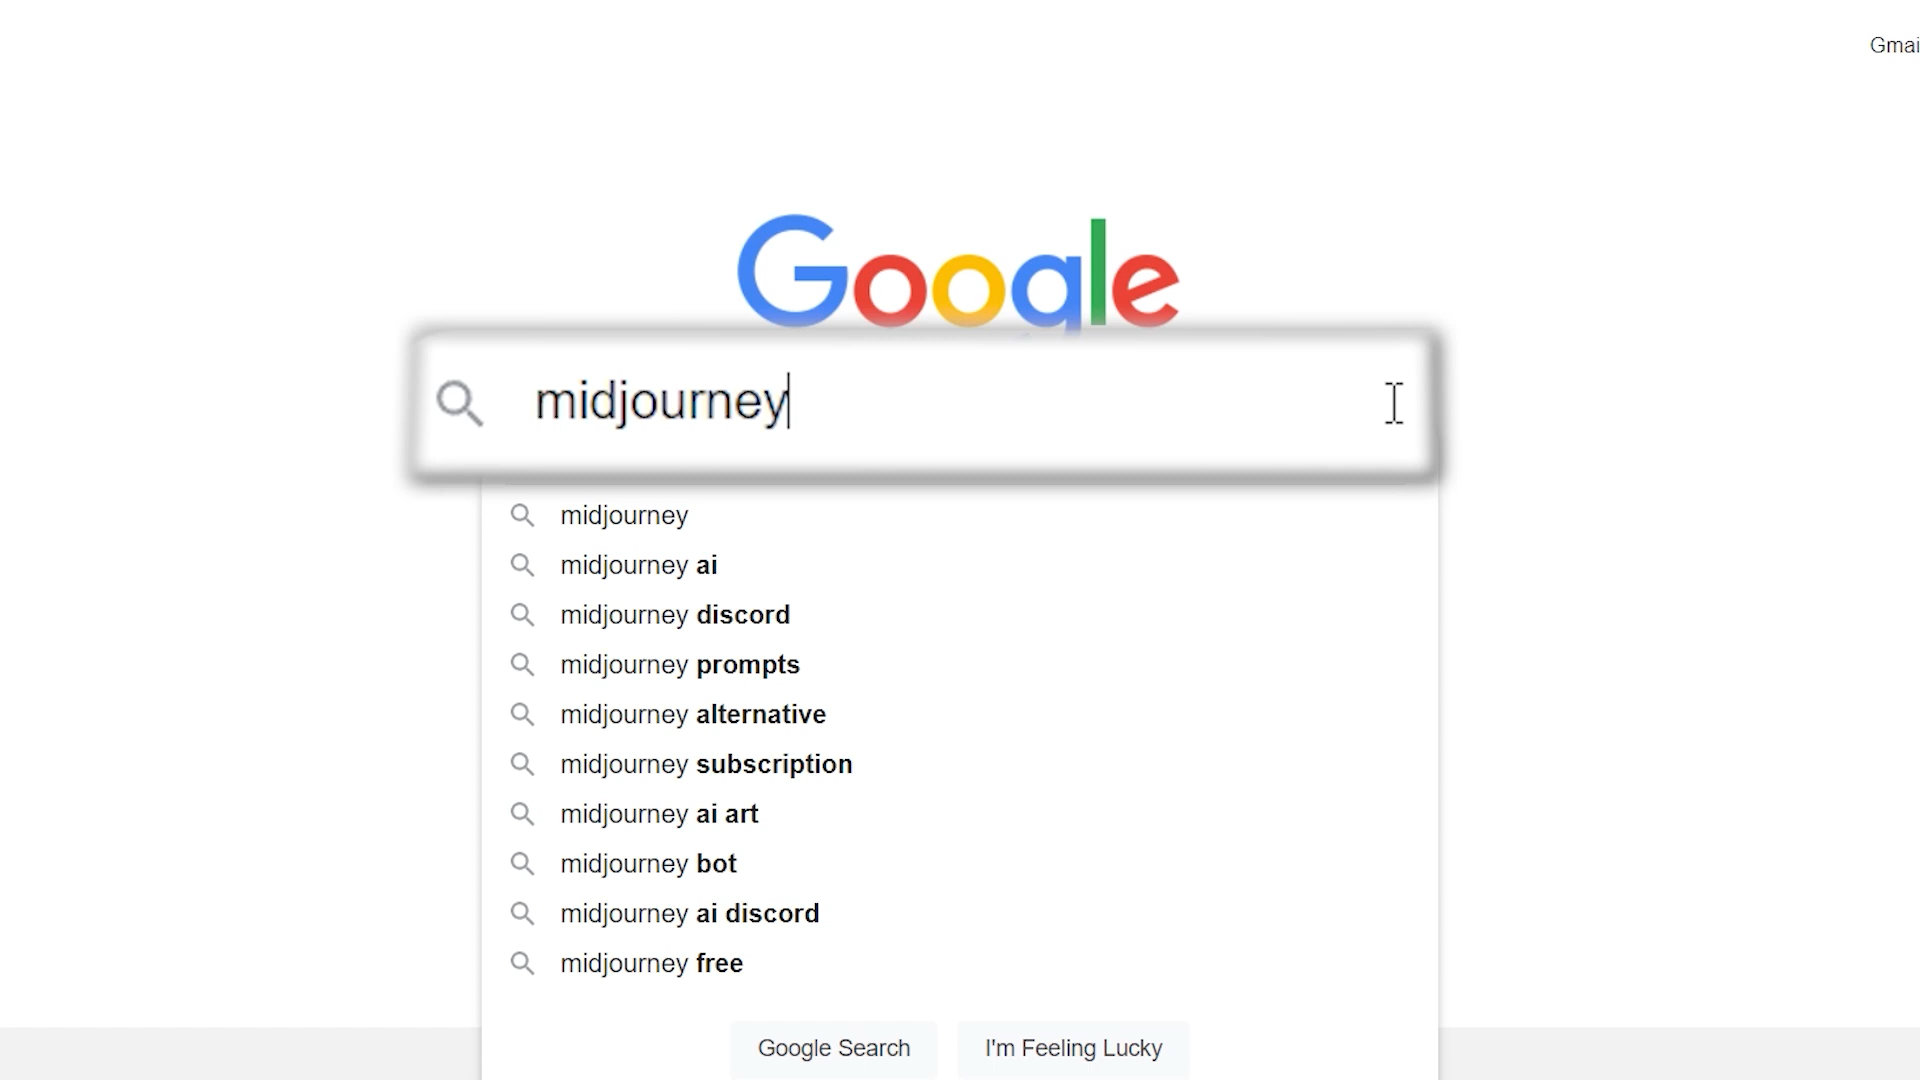 Gmai
Google
midjourney
midjourney
midjourney ai
midjourney discord
midjourney prompts
midjourney alternative
midjourney subscription
midjourney ai art
midjourney bot
midjourney ai discord
midjourney free
Google Search
I'm Feeling Lucky